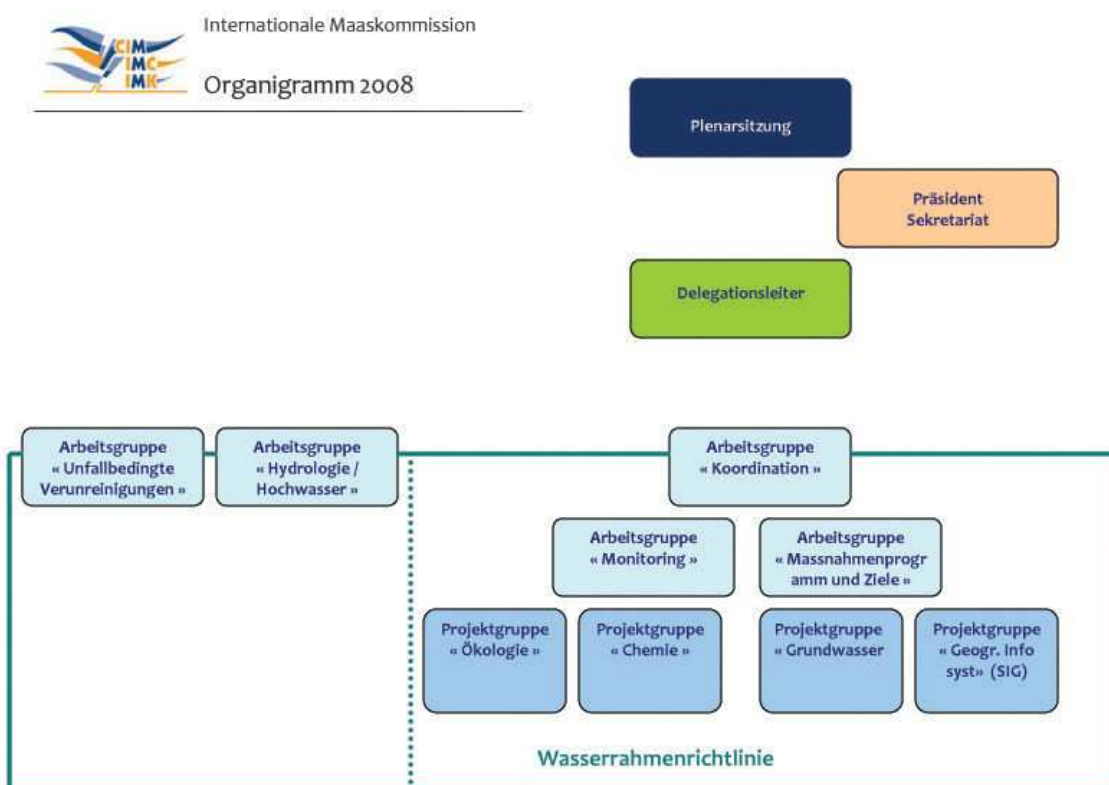 Internationale Maaskommission
CIM
IMC
IMK
Organigramm 2008
Plenarsitzung
Präsident
Sekretariat
Delegationsleiter
Arbeitsgruppe
« Unfallbedingte
Verunreinigungen »
Arbeitsgruppe
« Hydrologie /
Hochwasser »
Arbeitsgruppe
« Koordination »
Arbeitsgruppe
« Monitoring »
Arbeitsgruppe
« Massnahmenprogr
amm und Ziele »
Projektgruppe
« Ökologie »
Projektgruppe
« Chemie »
Projektgruppe
« Grundwasser
Projektgruppe
« Geogr. Info
syst» (SIG)
Wasserrahmenrichtlinie